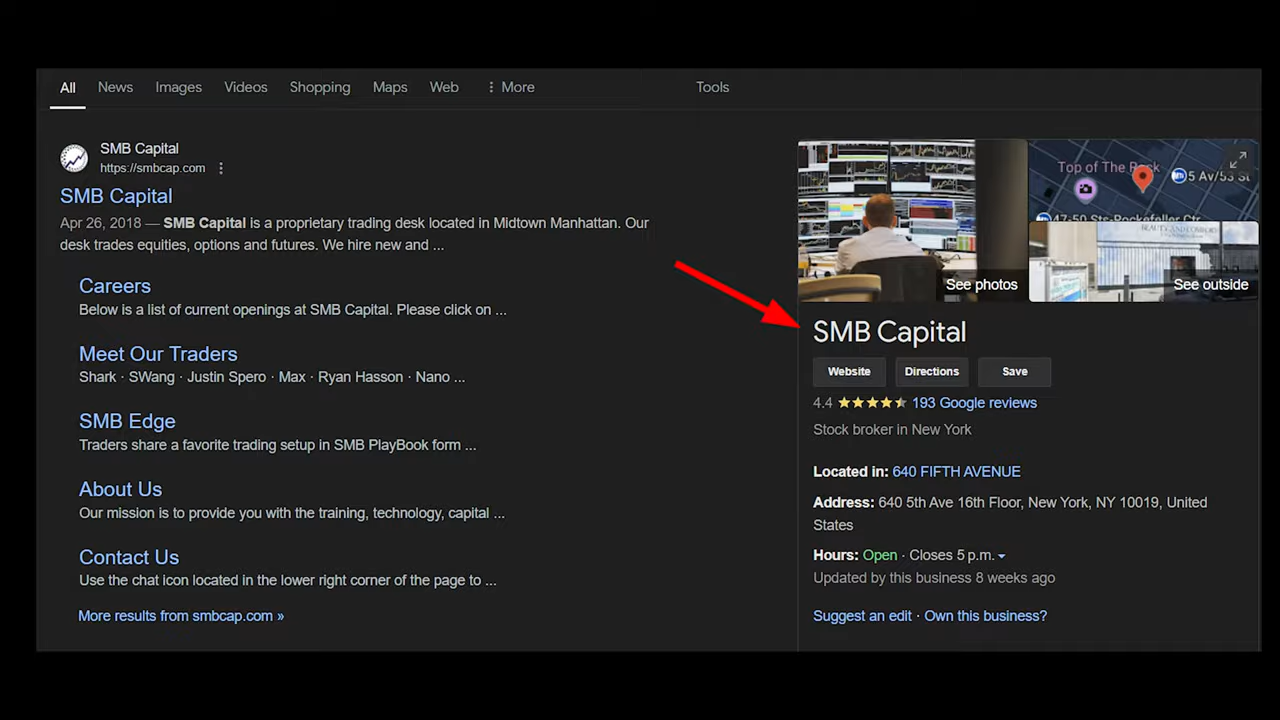 All News Images Videos Shopping Maps Web More Tools
SMB Capital
https://smbcap.com
SMB Capital
Apr 26, 2018 — SMB Capital is a proprietary trading desk located in Midtown Manhattan. Our
desk trades equities, options and futures. We hire new and ...
Careers
Below is a list of current openings at SMB Capital. Please click on ...
Meet Our Traders
Shark · SWang · Justin Spero · Max · Ryan Hasson · Nano ...
SMB Edge
Traders share a favorite trading setup in SMB PlayBook form ...
About Us
Our mission is to provide you with the training, technology, capital ...
Contact Us
Use the chat icon located in the lower right corner of the page to ...
More results from smbcap.com »
Top of The Rock
5 Av/53 St
47-50 Sts-Rockefeller Ctr
See photos
See outside
SMB Capital
Website Directions Save
4.4 193 Google reviews
Stock broker in New York
Located in: 640 FIFTH AVENUE
Address: 640 5th Ave 16th Floor, New York, NY 10019, United
States
Hours: Open · Closes 5 p.m.
Updated by this business 8 weeks ago
Suggest an edit · Own this business?